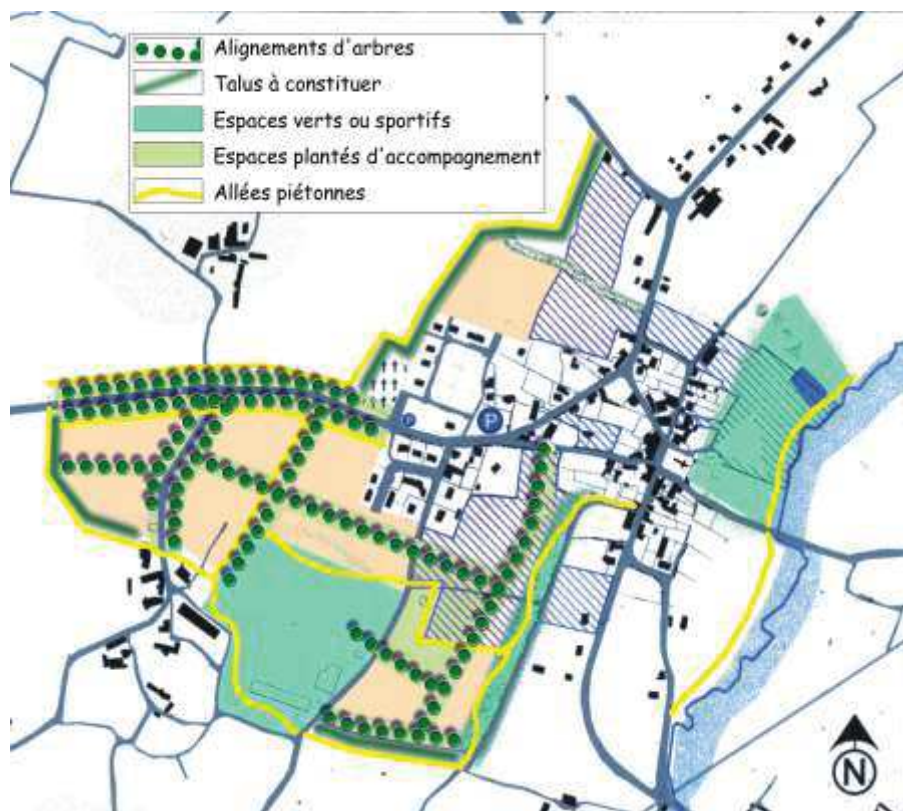 Alignements d'arbres
Talus à constituer
Espaces verts ou sportifs
Espaces plantés d'accompagnement
Allées piétonnes
P
P
N